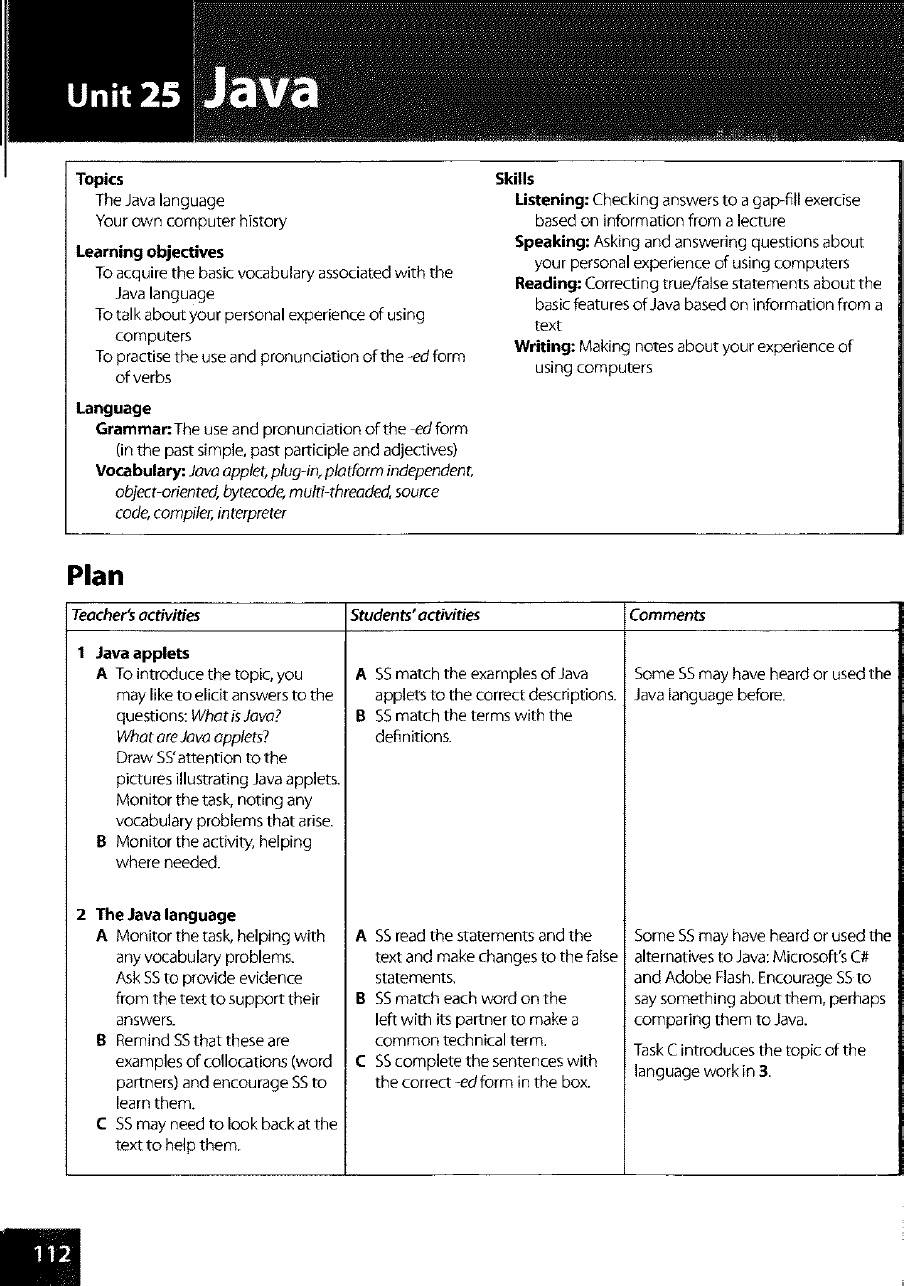 Unit 25 Java
Topics
The Java language
Your own computer history
Learning objectives
To acquire the basic vocabulary associated with the
Java language
To talk about your personal experience of using
computers
To practise the use and pronunciation of the -ed form
of verbs
Language
Grammar: The use and pronunciation of the -ed form
(in the past simple, past participle and adjectives)
Vocabulary: Java applet, plug-in, platform independent,
object-oriented, bytecode, multi-threaded, source
code, compiler, interpreter
Skills
Listening: Checking answers to a gap-fill exercise
based on information from a lecture
Speaking: Asking and answering questions about
your personal experience of using computers
Reading: Correcting true/false statements about the
basic features of Java based on information from a
text
Writing: Making notes about your experience of
using computers
Plan
Teacher's activities
Students' activities
Comments
1 Java applets
A To introduce the topic, you
may like to elicit answers to the
questions: What is Java?
What are Java applets?
Draw SS' attention to the
pictures illustrating Java applets.
Monitor the task, noting any
vocabulary problems that arise.
B Monitor the activity, helping
where needed.
A SS match the examples of Java
applets to the correct descriptions.
B SS match the terms with the
definitions.
Some SS may have heard or used the
Java language before.
2 The Java language
A Monitor the task, helping with
any vocabulary problems.
Ask SS to provide evidence
from the text to support their
answers.
B Remind SS that these are
examples of collocations (word
partners) and encourage SS to
learn them.
C SS may need to look back at the
text to help them.
A SS read the statements and the
text and make changes to the false
statements.
B SS match each word on the
left with its partner to make a
common technical term.
C SS complete the sentences with
the correct -ed form in the box.
Some SS may have heard or used the
alternatives to Java: Microsoft's C#
and Adobe Flash. Encourage SS to
say something about them, perhaps
comparing them to Java.
Task C introduces the topic of the
language work in 3.
112